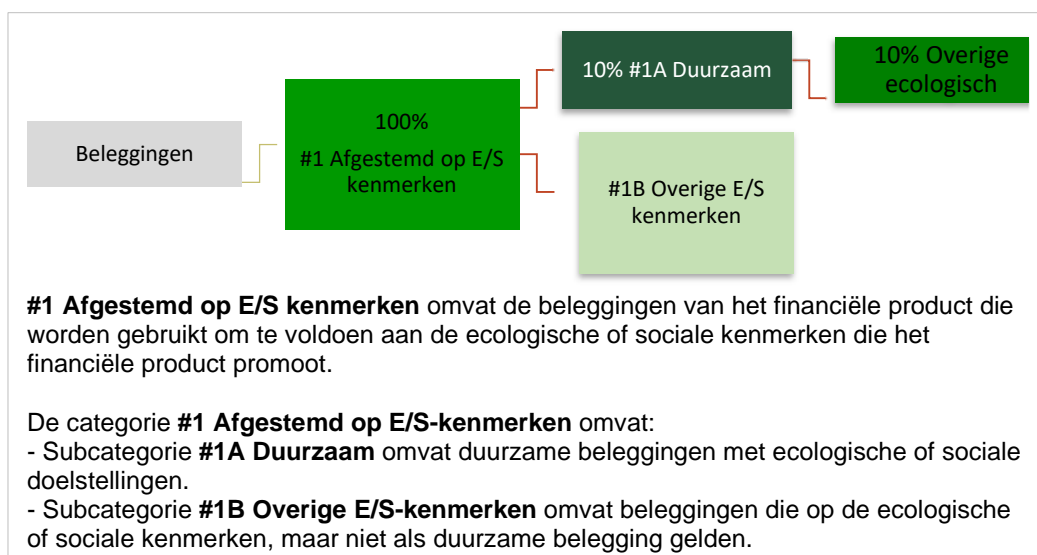 Beleggingen
100%
#1 Afgestemd op E/S
kenmerken
10% #1A Duurzaam
10% Overige
ecologisch
#1B Overige E/S
kenmerken
#1 Afgestemd op E/S kenmerken omvat de beleggingen van het financiële product die
worden gebruikt om te voldoen aan de ecologische of sociale kenmerken die het
financiële product promoot.
De categorie #1 Afgestemd op E/S-kenmerken omvat:
- Subcategorie #1A Duurzaam omvat duurzame beleggingen met ecologische of sociale
doelstellingen.
- Subcategorie #1B Overige E/S-kenmerken omvat beleggingen die op de ecologische
of sociale kenmerken, maar niet als duurzame belegging gelden.